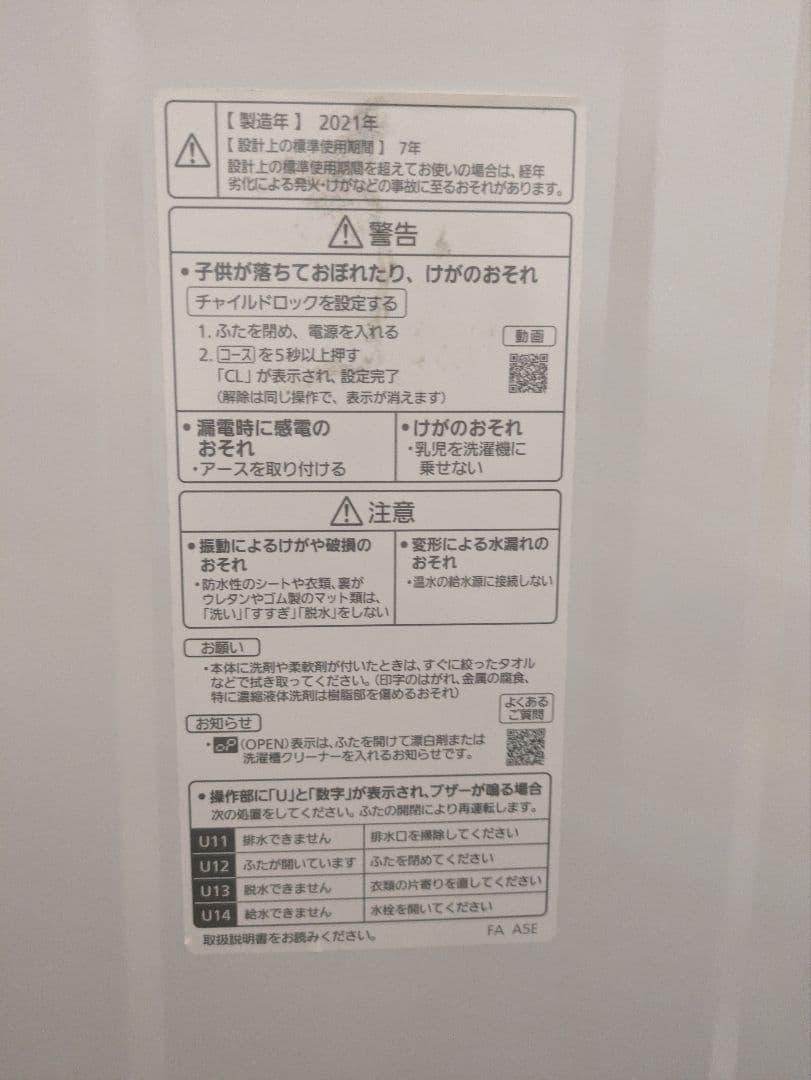 【製造年】 2021年
【設計上の標準使用期間】 7年
設計上の標準使用期間を超えてお使いの場合は、経年
劣化による発火・けがなどの事故に至るおそれがあります。
警告
•子供が落ちておぼれたり、けがのおそれ
チャイルドロックを設定する
1. ふたを閉め、電源を入れる
2. コースを5秒以上押す
「CL」が表示され、設定完了
(解除は同じ操作で、表示が消えます)
動画
•漏電時に感電の
おそれ
・アースを取り付ける
•けがのおそれ
・乳児を洗濯機に
乗せない
注意
•振動によるけがや破損の
おそれ
・防水性のシートや衣類、裏が
ウレタンやゴム製のマット類は、
「洗い」「すすぎ」「脱水」をしない
•変形による水漏れの
おそれ
・温水の給水源に接続しない
お願い
・本体に洗剤や柔軟剤が付いたときは、すぐに絞ったタオル
などで拭き取ってください。(印字のはがれ、金属の腐食、
特に濃縮液体洗剤は樹脂部を傷めるおそれ)
よくある
ご質問
お知らせ
・(OPEN)表示は、ふたを開けて漂白剤または
洗濯槽クリーナーを入れるお知らせです。
•操作部に「U」と「数字」が表示され、ブザーが鳴る場合
次の処置をしてください。ふたの開閉により再運転します。
U11 排水できません 排水口を掃除してください
U12 ふたが開いています ふたを閉めてください
U13 脱水できません 衣類の片寄りを直してください
U14 給水できません 水栓を開いてください
取扱説明書をお読みください。
FA A5E